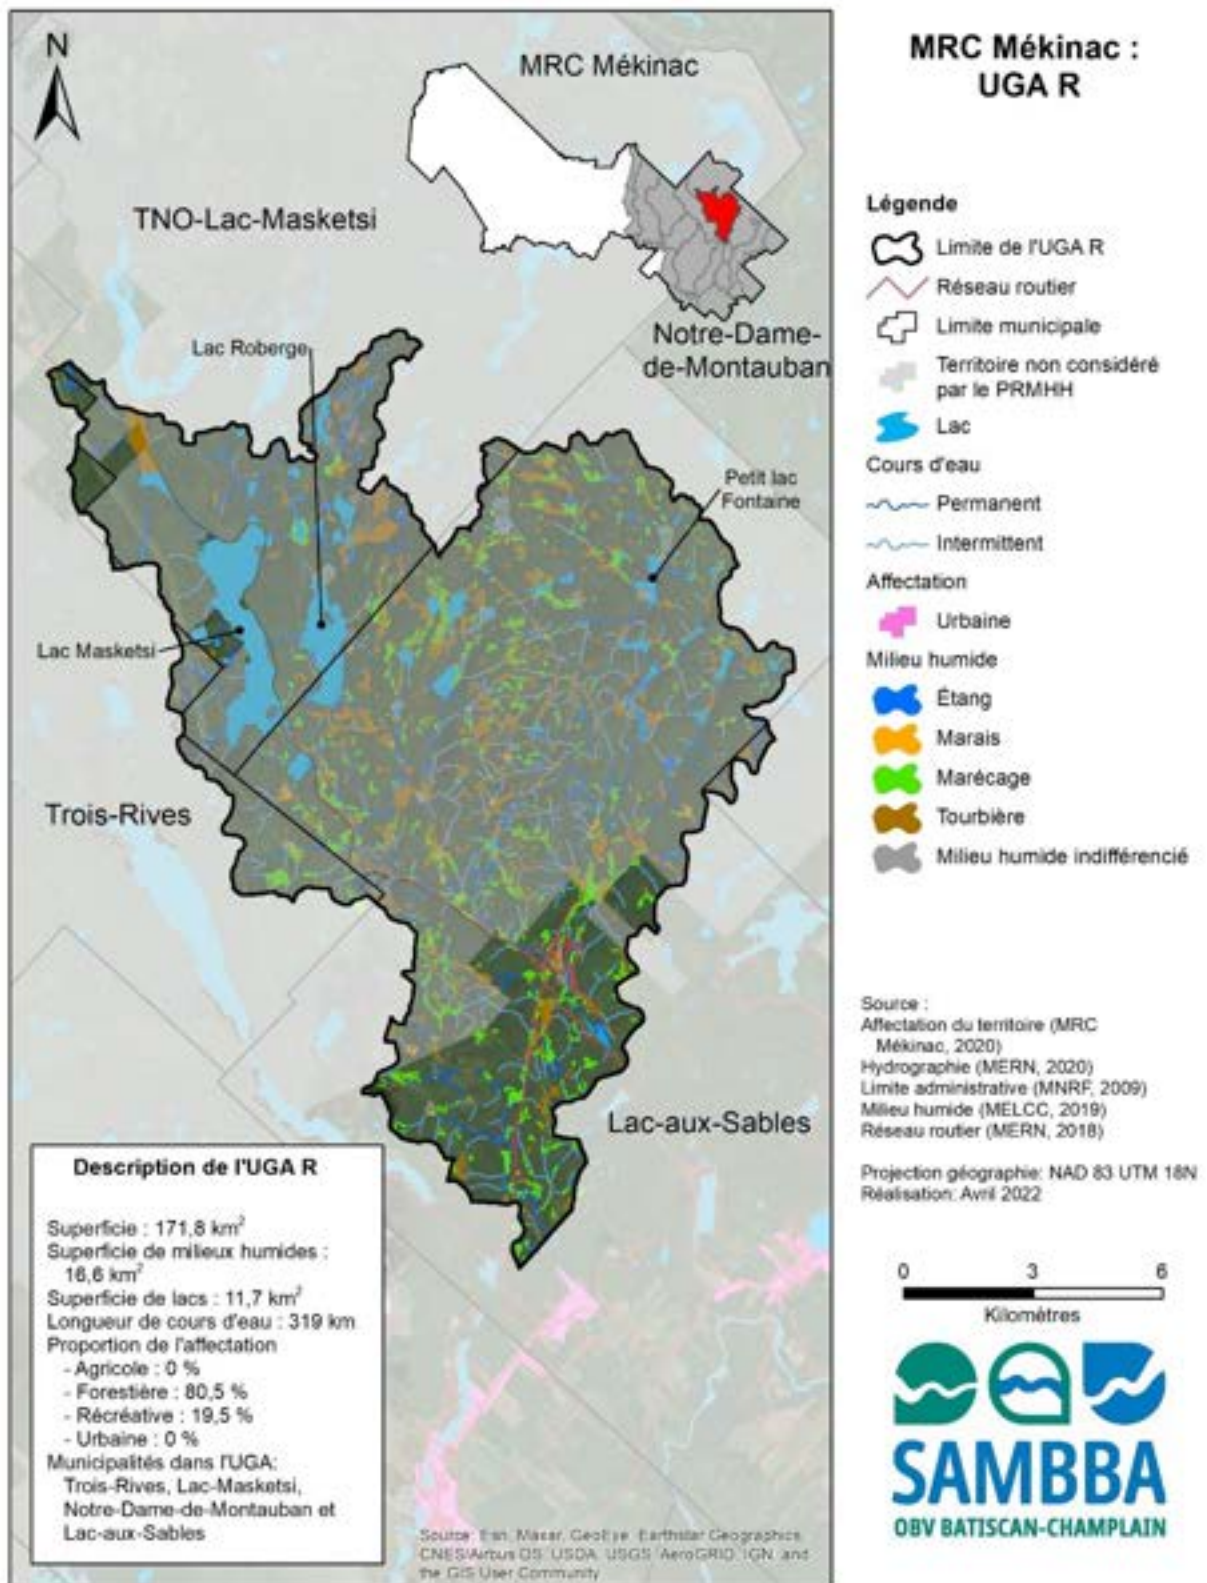 N
MRC Mékinac
TNO-Lac-Masketsi
Notre-Dame-
de-Montauban
Lac Roberge
Petit lac
Fontaine
Lac Masketsi
Trois-Rives
Lac-aux-Sables
Description de l'UGA R
Superficie : 171,8 km²
Superficie de milieux humides :
16,6 km²
Superficie de lacs : 11,7 km²
Longueur de cours d'eau : 319 km
Proportion de l'affectation
- Agricole : 0 %
- Forestière : 80,5 %
- Récréative : 19,5 %
- Urbaine : 0 %
Municipalités dans l'UGA:
Trois-Rives, Lac-Masketsi,
Notre-Dame-de-Montauban et
Lac-aux-Sables
Source: Esri, Maxar, GeoEye, Earthstar Geographics,
CNES/Airbus DS, USDA, USGS, AeroGRID, IGN, and
the GIS User Community
MRC Mékinac :
UGA R
Légende
Limite de l'UGA R
Réseau routier
Limite municipale
Territoire non considéré
par le PRMHH
Lac
Cours d'eau
Permanent
Intermittent
Affectation
Urbaine
Milieu humide
Étang
Marais
Marécage
Tourbière
Milieu humide indifférencié
Source :
Affectation du territoire (MRC
Mékinac, 2020)
Hydrographie (MERN, 2020)
Limite administrative (MNRF, 2009)
Milieu humide (MELCC, 2019)
Réseau routier (MERN, 2018)
Projection géographie: NAD 83 UTM 18N
Réalisation: Avril 2022
0 3 6
Kilomètres
SAMBBA
OBV BATISCAN-CHAMPLAIN